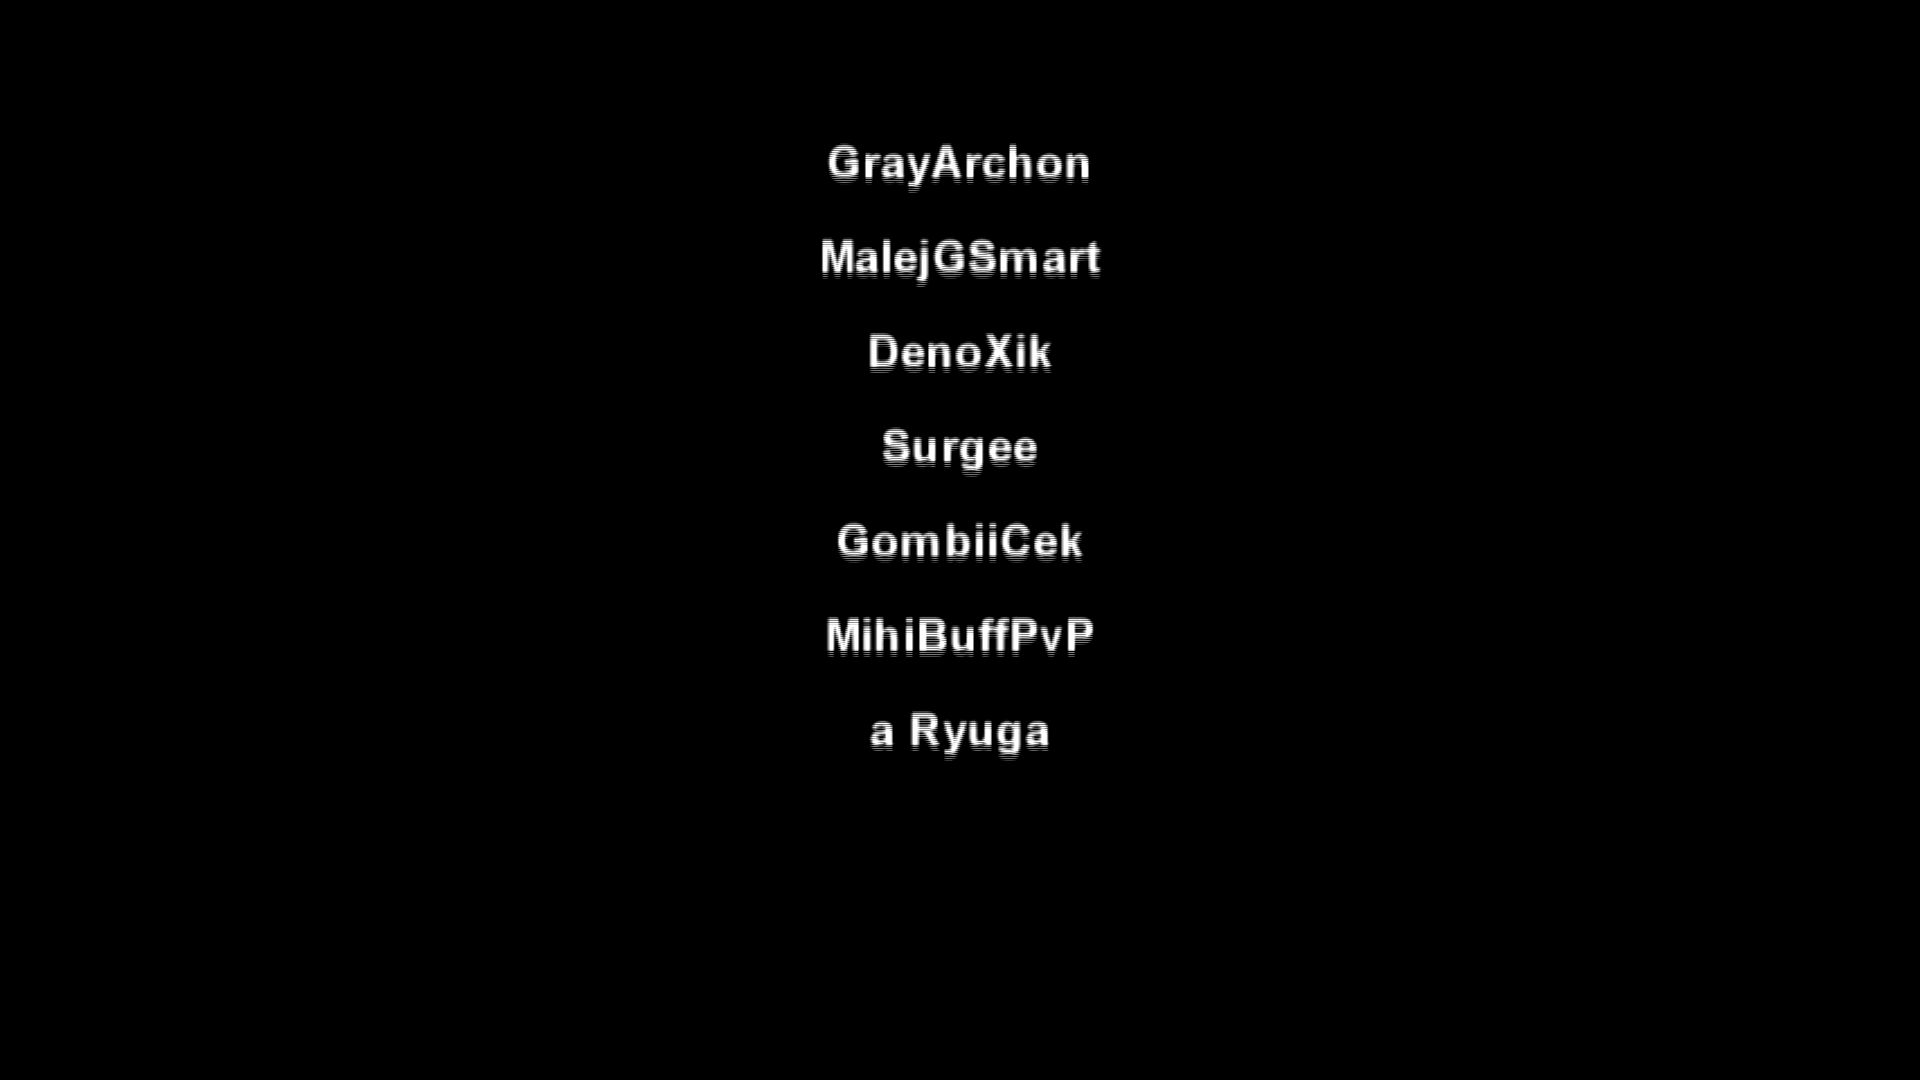 GrayArchon
MalejGSmart
DenoXik
Surgee
GombiiCek
MihiBuffPvP
a Ryuga